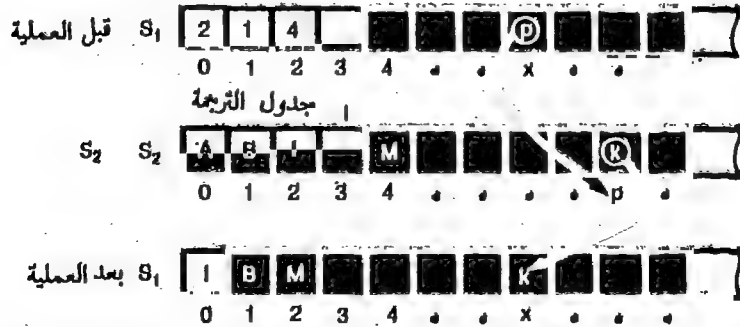 قبل العملية S₁ 2 1 4 P
0 1 2 3 4 • • x • •
جدول الترجمة
S₂ S₂ A B I M K
0 1 2 3 4 • • • • p •
بعد العملية S₁ I B M K
0 1 2 3 4 • • x • • •